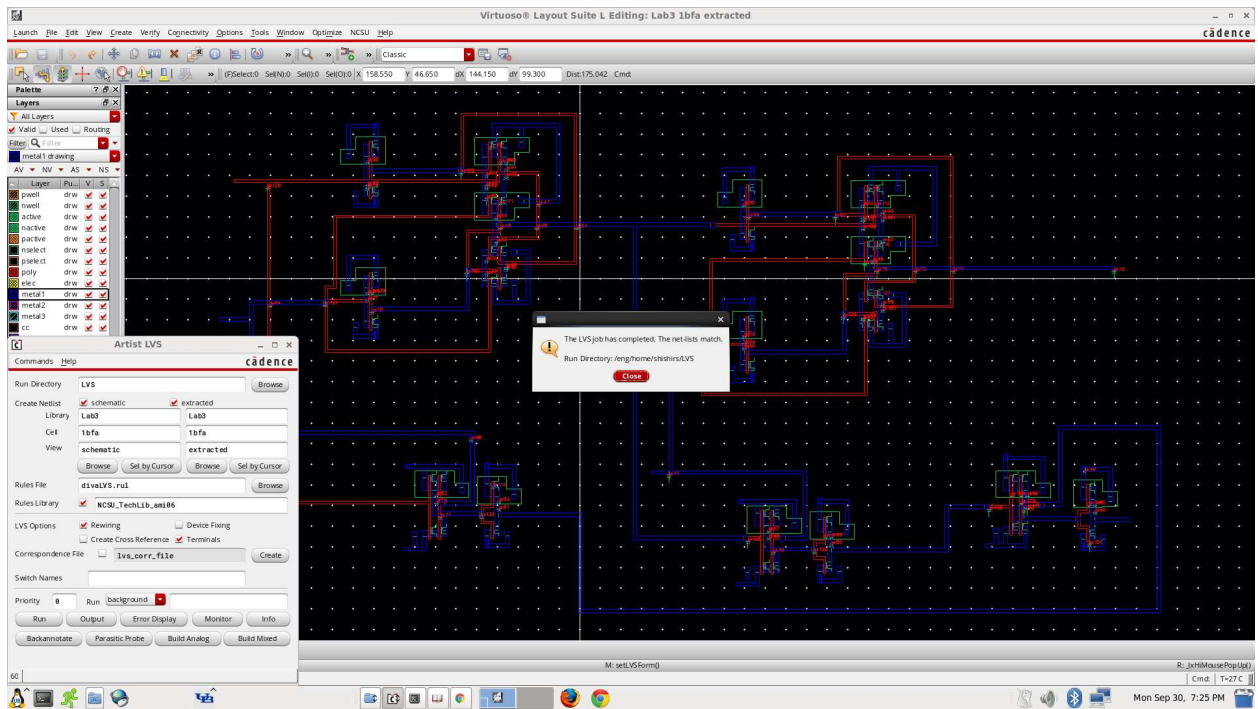 Virtuoso® Layout Suite L Editing: Lab3 1bfa extracted
Launch File Edit View Create Verify Connectivity Options Tools Window Optimize NCSU Help
cādence
Classic
(F)Select:0 Sel(N):0 Sel(I):0 Sel(O):0 X 158.550 Y 46.650 dX 144.150 dY 99.300 Dist:175.042 Cmd:
Palette
Layers
All Layers
Valid Used Routing
Filter Filter
metal1 drawing
AV NV AS NS
Layer Pu... V S
pwell drw
nwell drw
active drw
nactive drw
pactive drw
nselect drw
pselect drw
poly drw
elec drw
metal1 drw
metal2 drw
metal3 drw
cc drw
The LVS job has completed. The net-lists match.
Run Directory: /eng/home/shishirs/LVS
Close
Artist LVS
Commands Help
cādence
Run Directory LVS Browse
Create Netlist schematic extracted
Library Lab3 Lab3
Cell 1bfa 1bfa
View schematic extracted
Browse Sel by Cursor Browse Sel by Cursor
Rules File divaLVS.rul Browse
Rules Library NCSU_TechLib_ami06
LVS Options Rewiring Device Fixing
Create Cross Reference Terminals
Correspondence File lvs_corr_file Create
Switch Names
Priority 0 Run background
Run Output Error Display Monitor Info
Backannotate Parasitic Probe Build Analog Build Mixed
M: setLVSForm()
R: _lxHiMousePopUp()
60
Cmd: T=27 C
Mon Sep 30, 7:25 PM